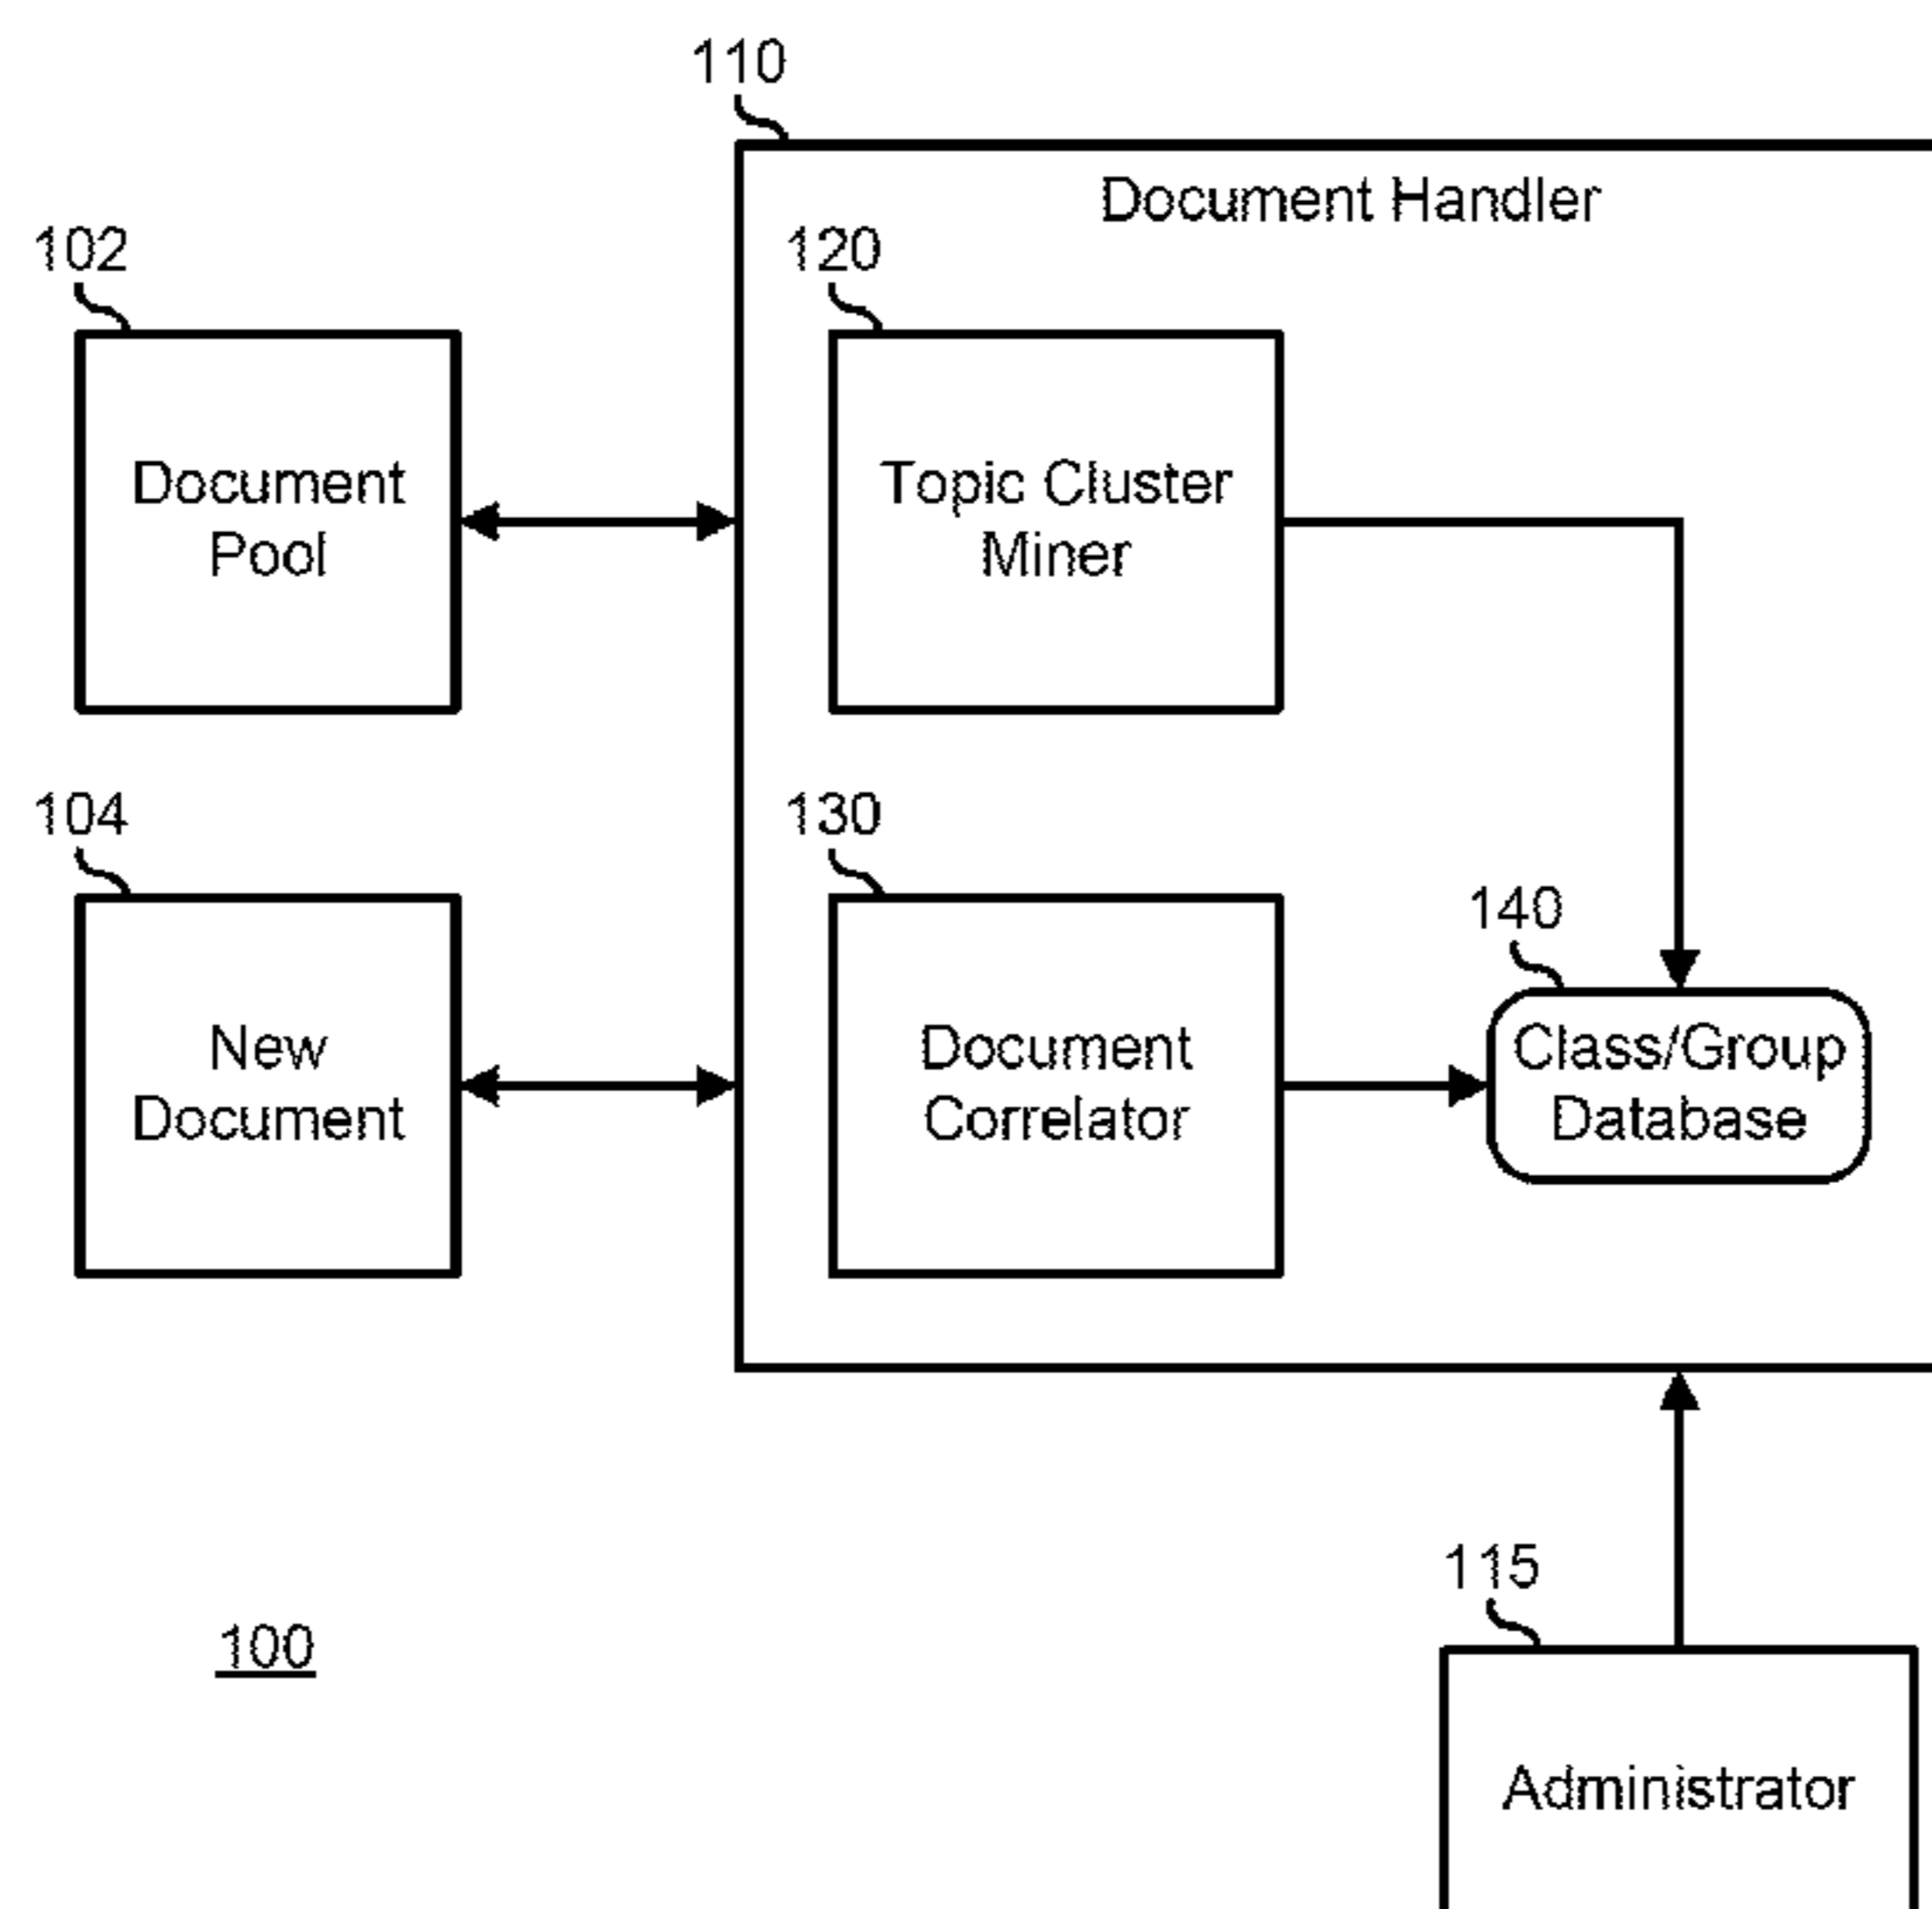 110
Document Handler
102
120
Document
Pool
Topic Cluster
Miner
104
130
140
New
Document
Document
Correlator
Class/Group
Database
115
100
Administrator